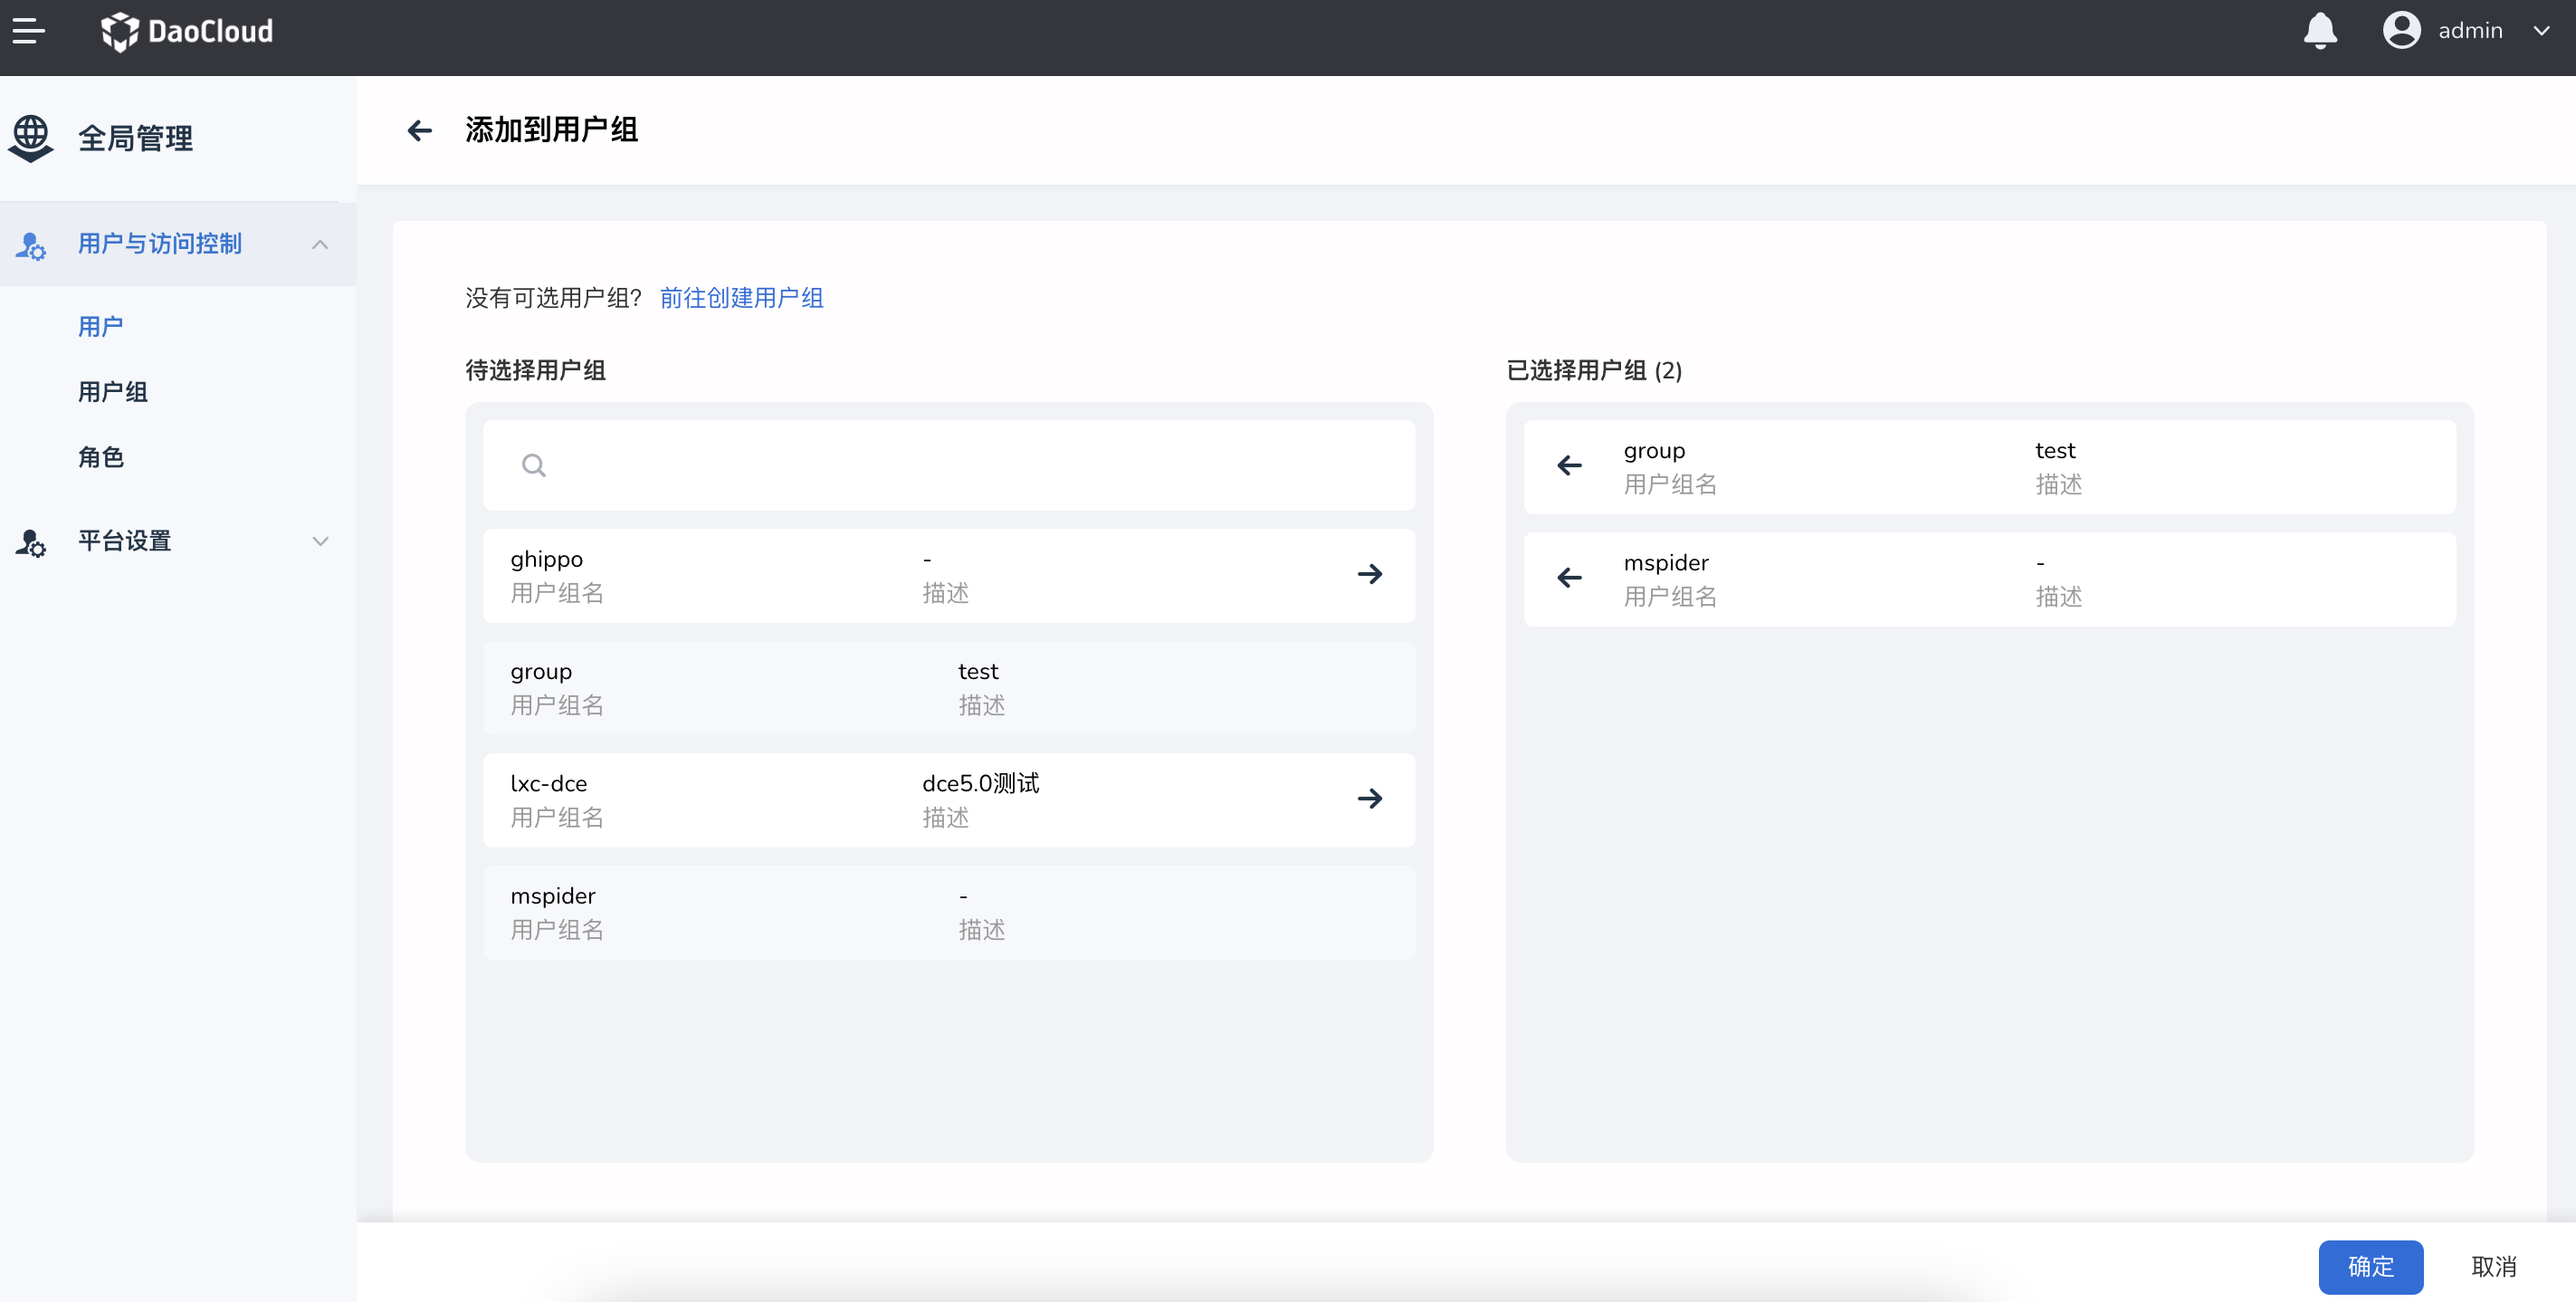 DaoCloud
admin
全局管理
用户与访问控制
用户
用户组
角色
平台设置
添加到用户组
没有可选用户组? 前往创建用户组
待选择用户组
ghippo -
用户组名 描述
group test
用户组名 描述
lxc-dce dce5.0测试
用户组名 描述
mspider -
用户组名 描述
已选择用户组 (2)
group test
用户组名 描述
mspider -
用户组名 描述
确定 取消